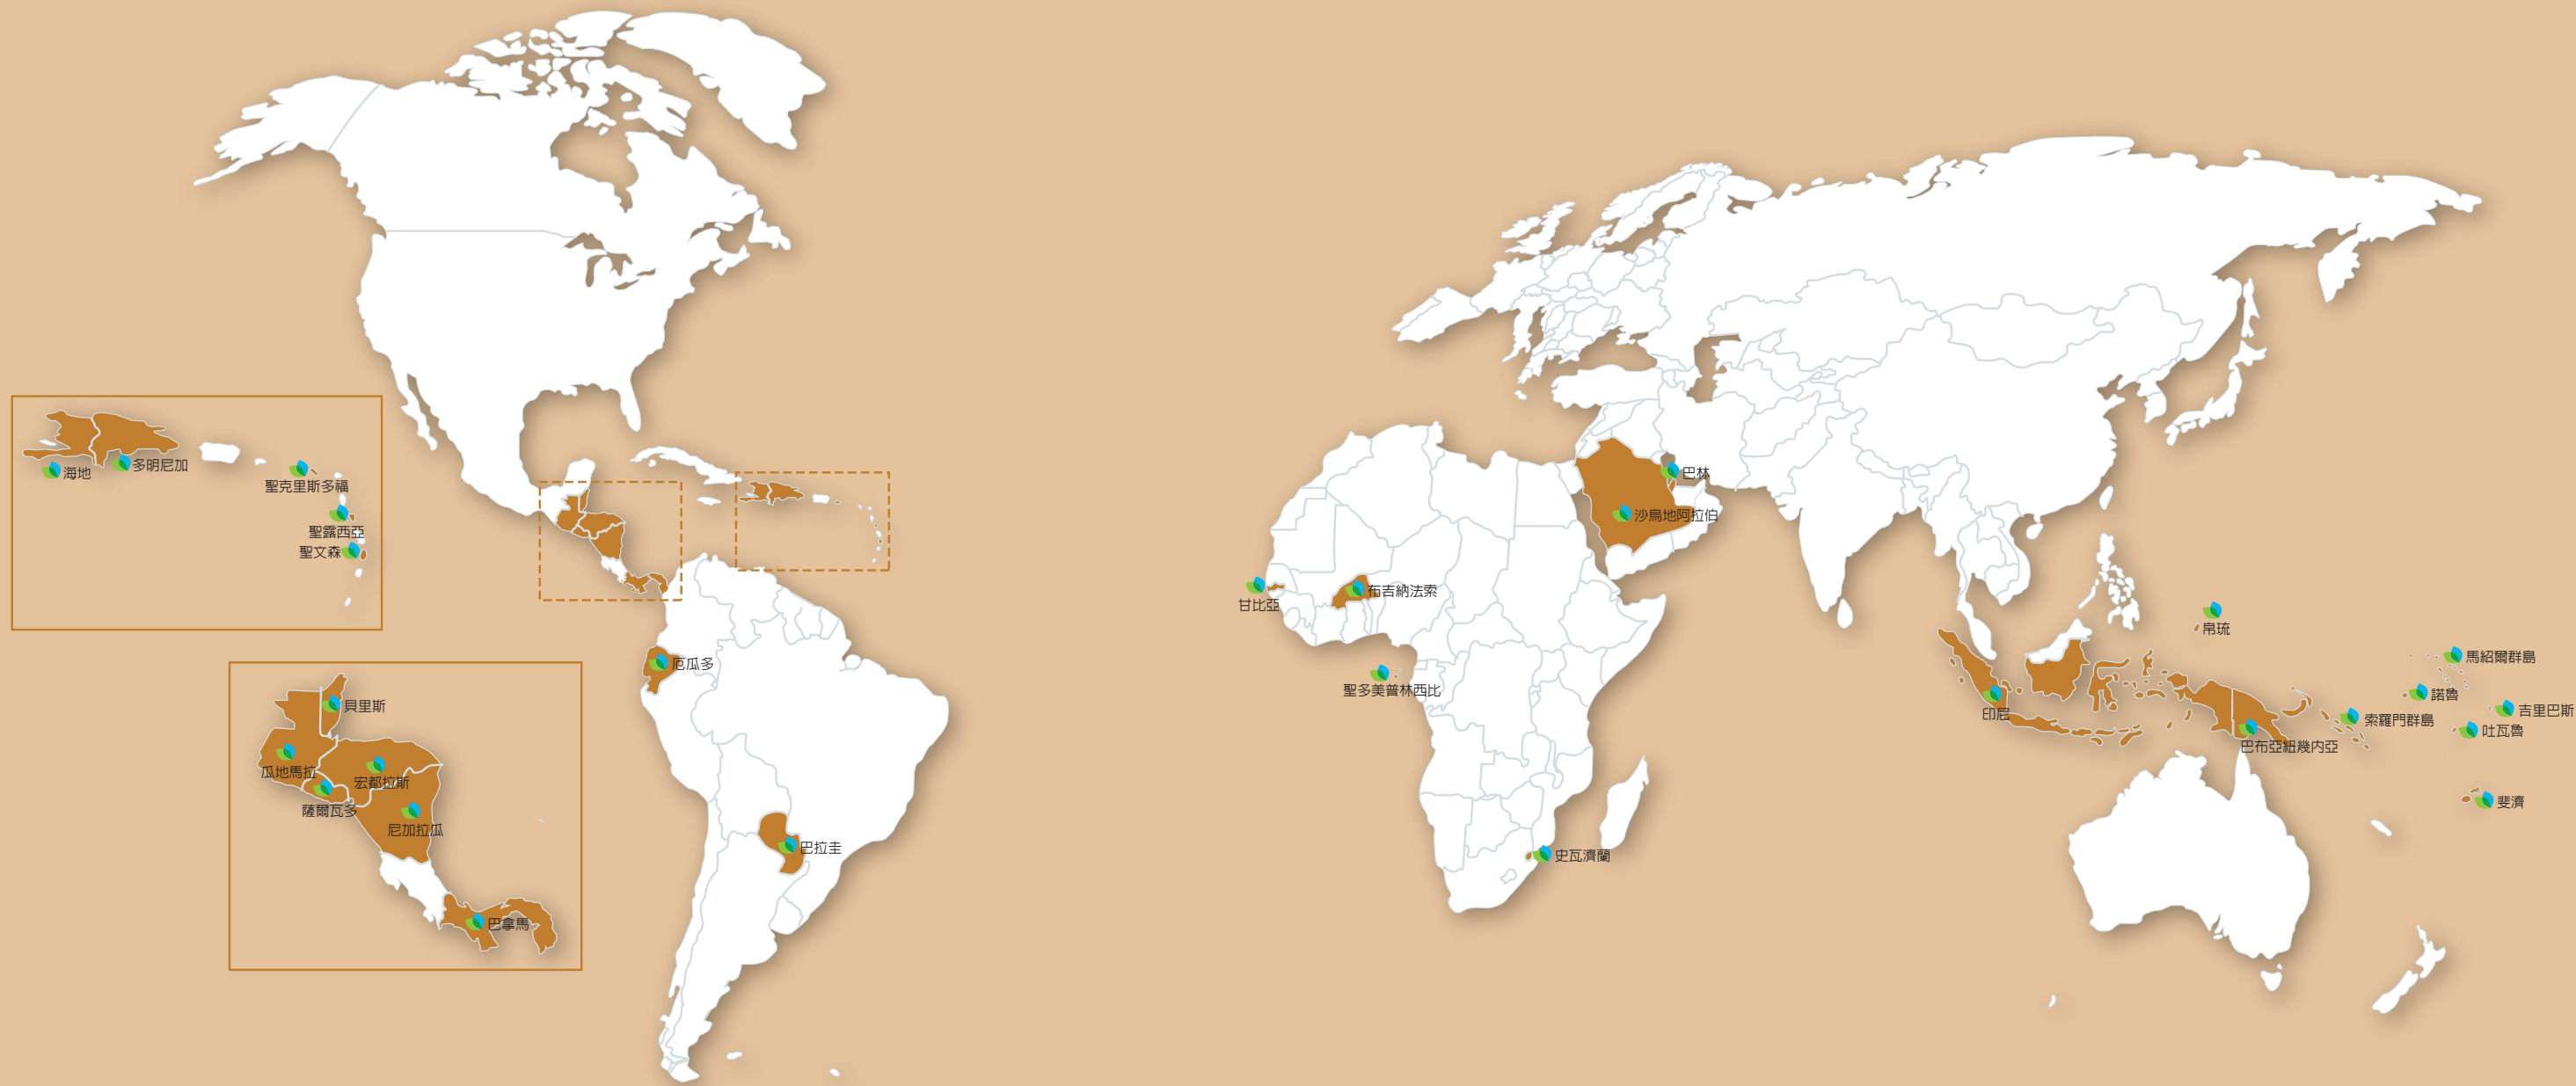 海地
多明尼加
聖克里斯多福
聖露西亞
聖文森
貝里斯
瓜地馬拉
宏都拉斯
薩爾瓦多
尼加拉瓜
巴拿馬
厄瓜多
巴拉圭
巴林
沙烏地阿拉伯
甘比亞
布吉納法索
聖多美普林西比
史瓦濟蘭
帛琉
馬紹爾群島
印尼
諾魯
吉里巴斯
索羅門群島
吐瓦魯
巴布亞紐幾內亞
斐濟